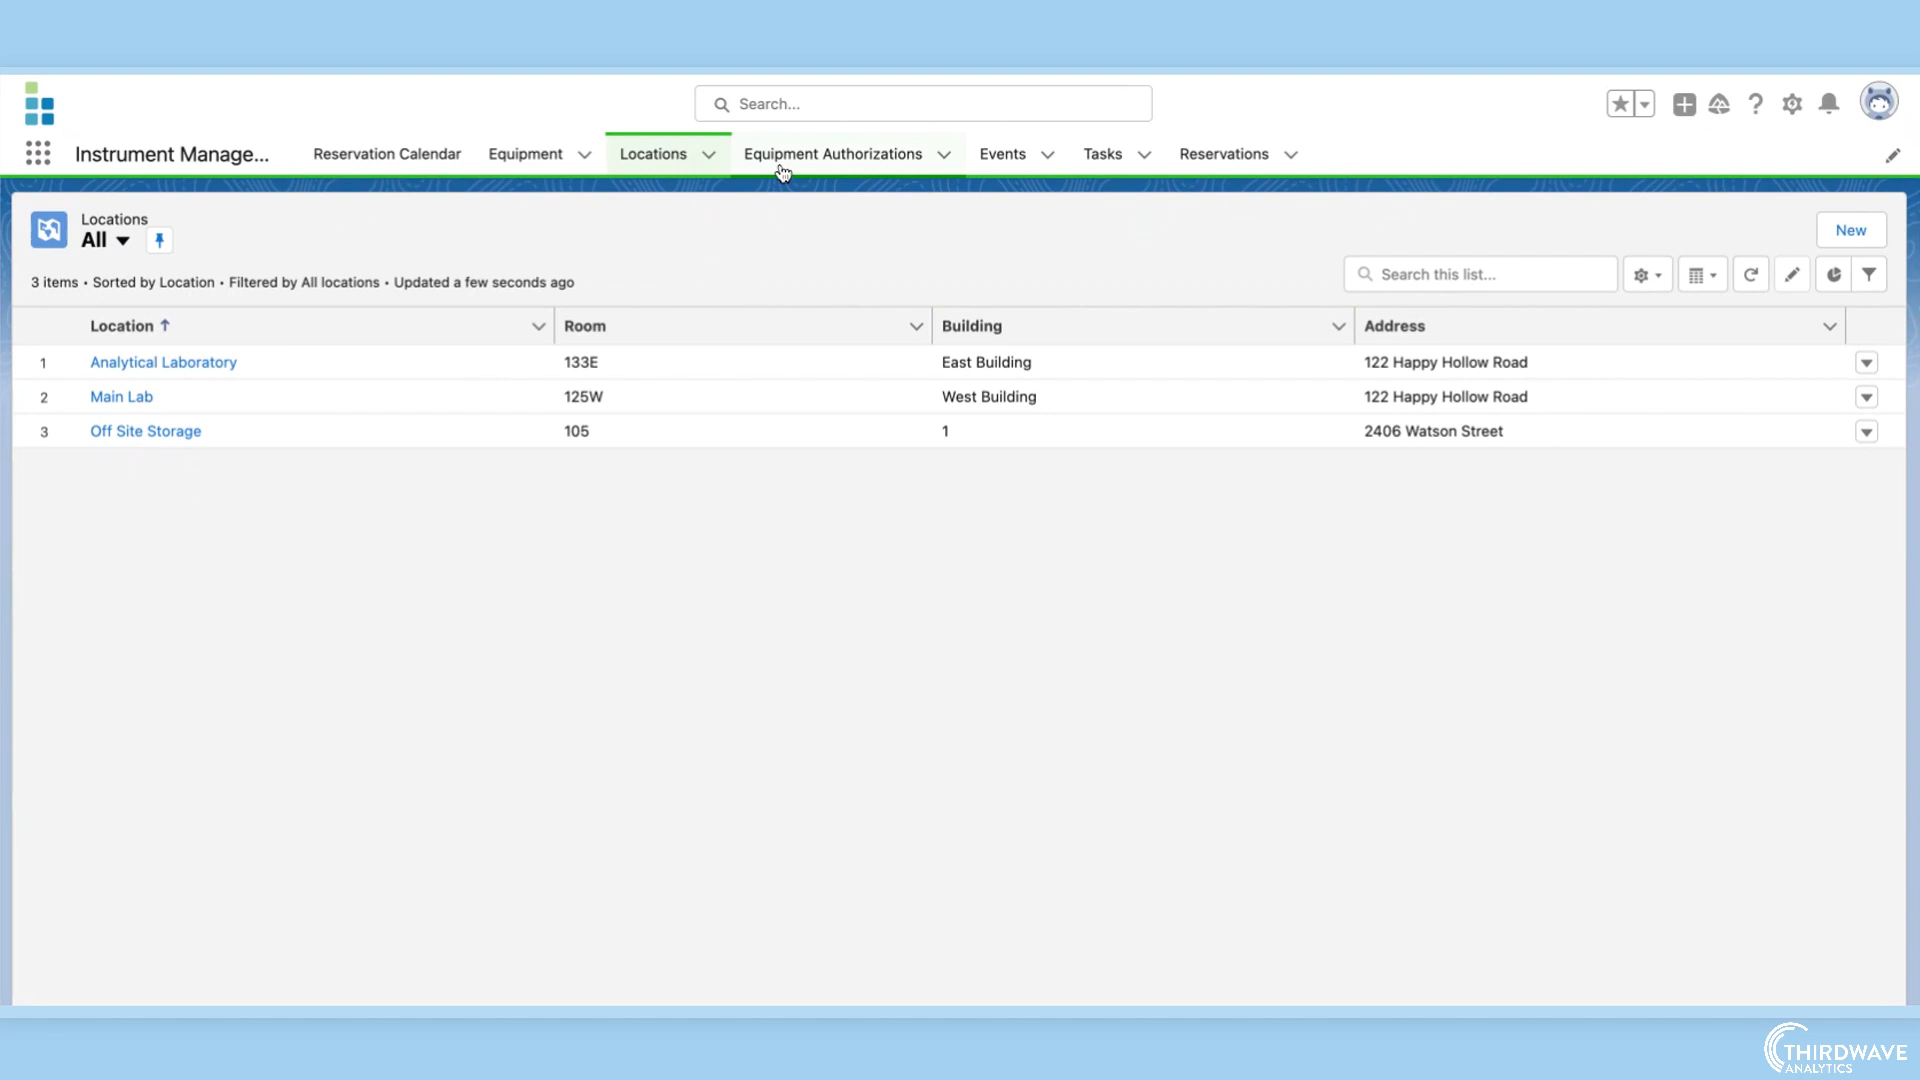 Search...
Instrument Manage...
Reservation Calendar
Equipment
Locations
Equipment Authorizations
Events
Tasks
Reservations
Locations
All
New
3 items • Sorted by Location • Filtered by All locations • Updated a few seconds ago
Search this list...
Location Room Building Address
1 Analytical Laboratory 133E East Building 122 Happy Hollow Road
2 Main Lab 125W West Building 122 Happy Hollow Road
3 Off Site Storage 105 1 2406 Watson Street
THIRDWAVE
ANALYTICS